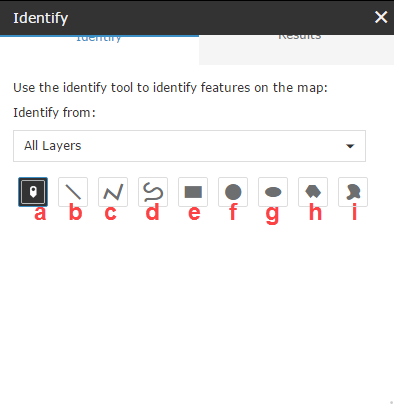 Identify
Identify Results
Use the identify tool to identify features on the map:
Identify from:
All Layers
a b c d e f g h i